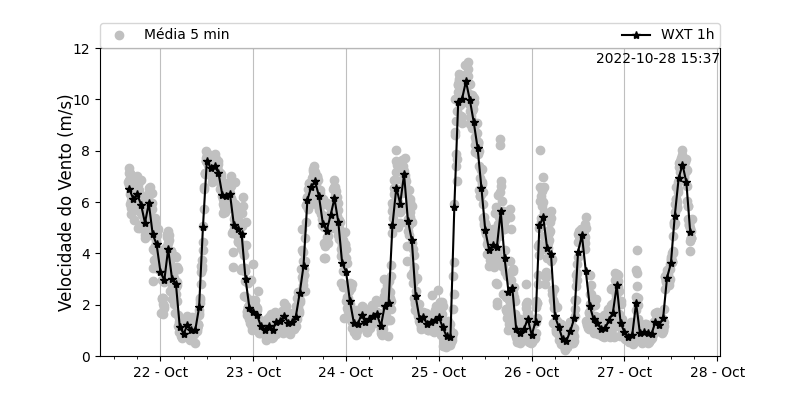 Média 5 min
WXT 1h
2022-10-28 15:37
Velocidade do Vento (m/s)
12
10
8
6
4
2
0
22 - Oct
23 - Oct
24 - Oct
25 - Oct
26 - Oct
27 - Oct
28 - Oct